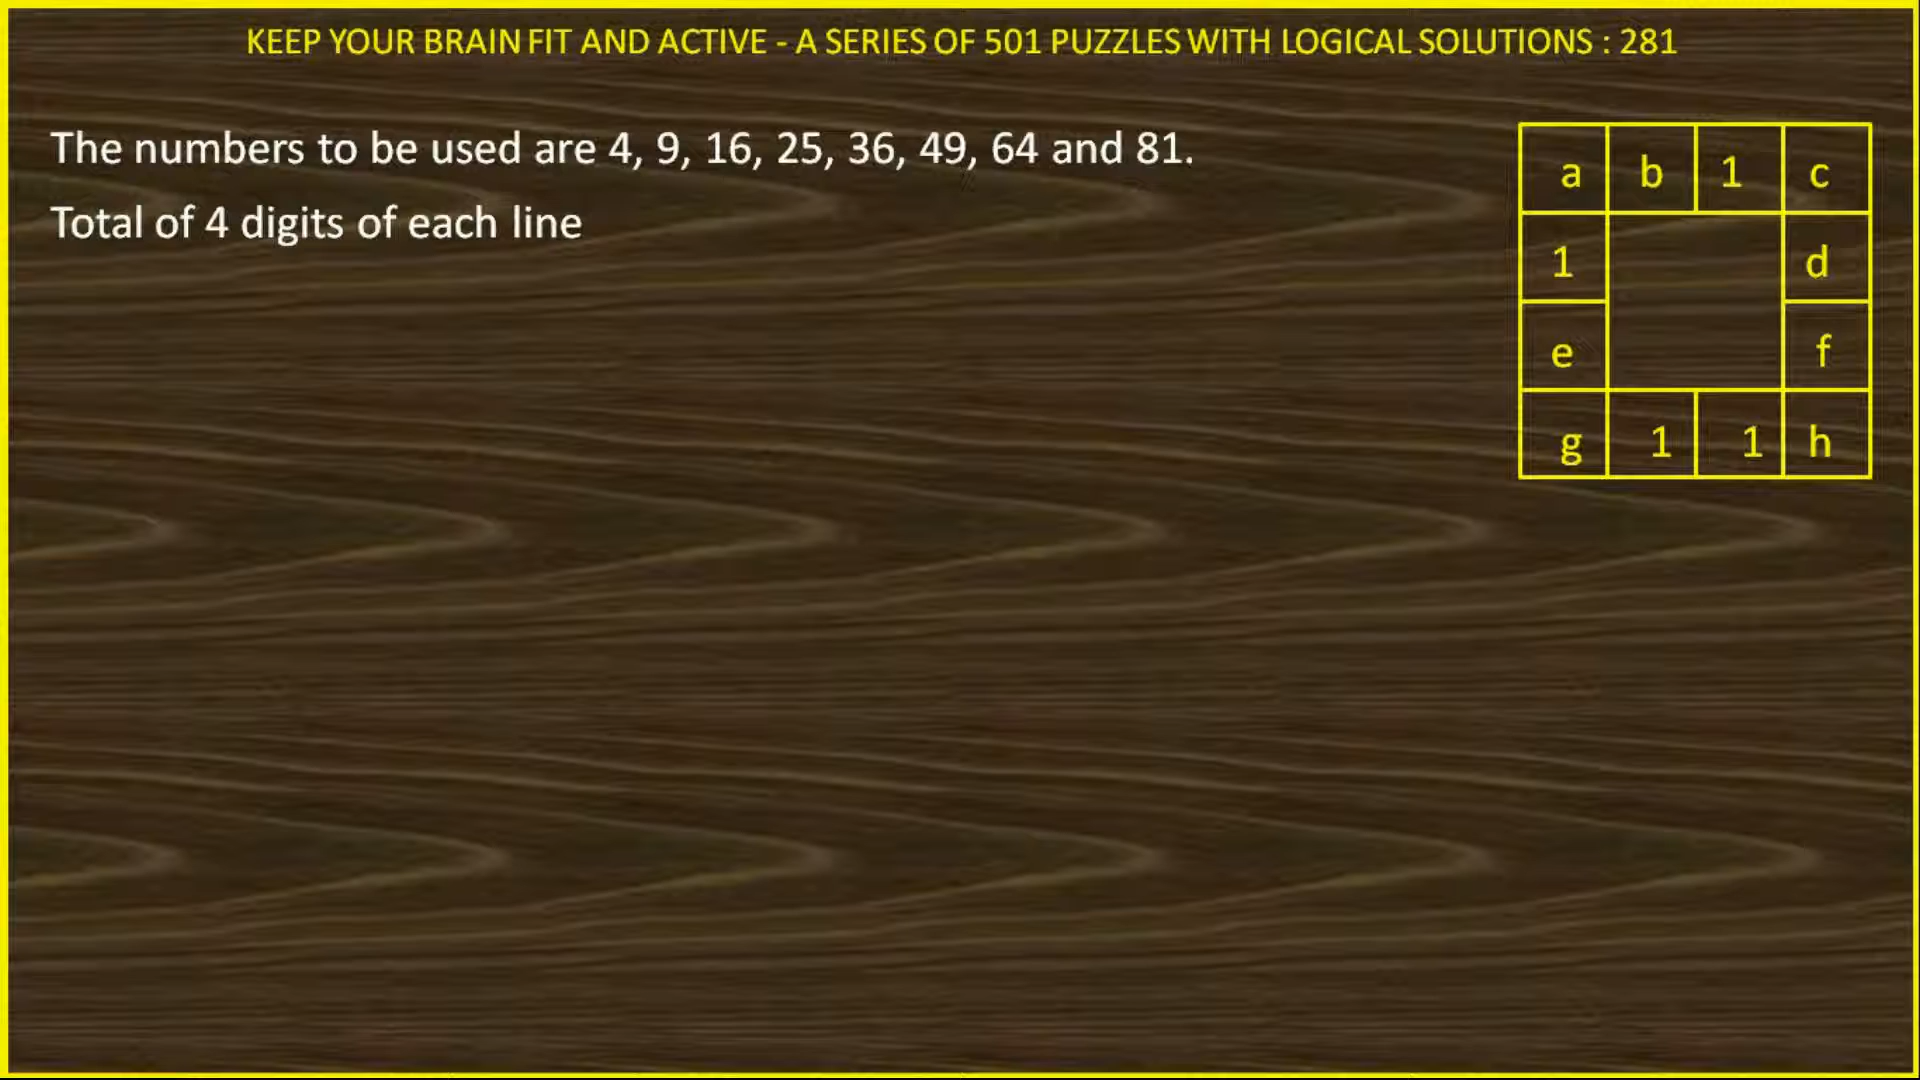 KEEP YOUR BRAIN FIT AND ACTIVE - A SERIES OF 501 PUZZLES WITH LOGICAL SOLUTIONS : 281
The numbers to be used are 4, 9, 16, 25, 36, 49, 64 and 81.
Total of 4 digits of each line
a b 1 c
1 d
e f
g 1 1 h